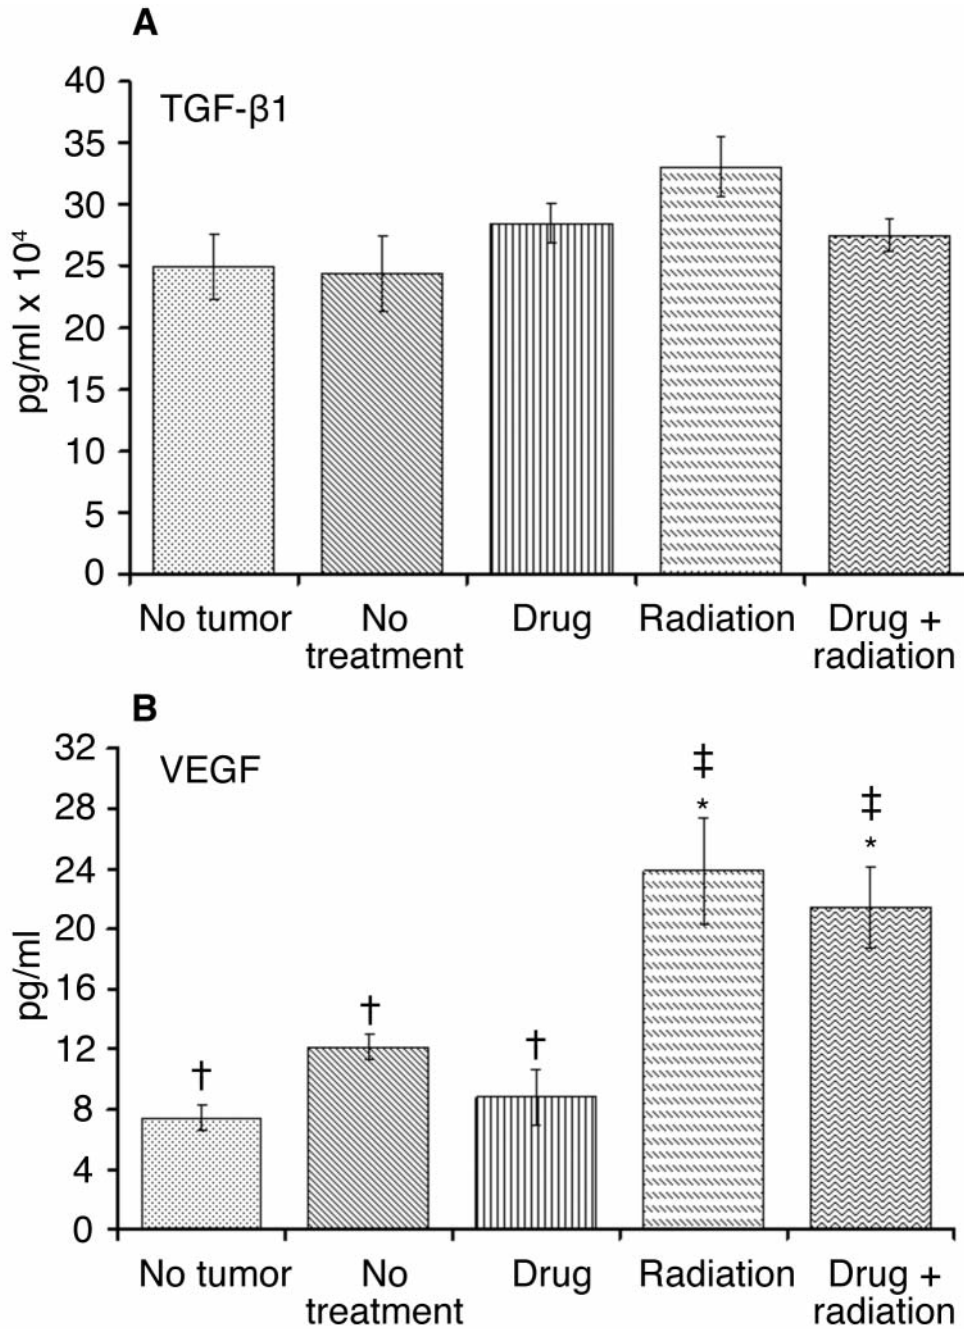 A
TGF-β1
pg/ml x 10⁴
40
35
30
25
20
15
10
5
0
No tumor
No
treatment
Drug
Radiation
Drug +
radiation
B
VEGF
pg/ml
32
28
24
20
16
12
8
4
0
†
†
†
‡
*
‡
*
No tumor
No
treatment
Drug
Radiation
Drug +
radiation